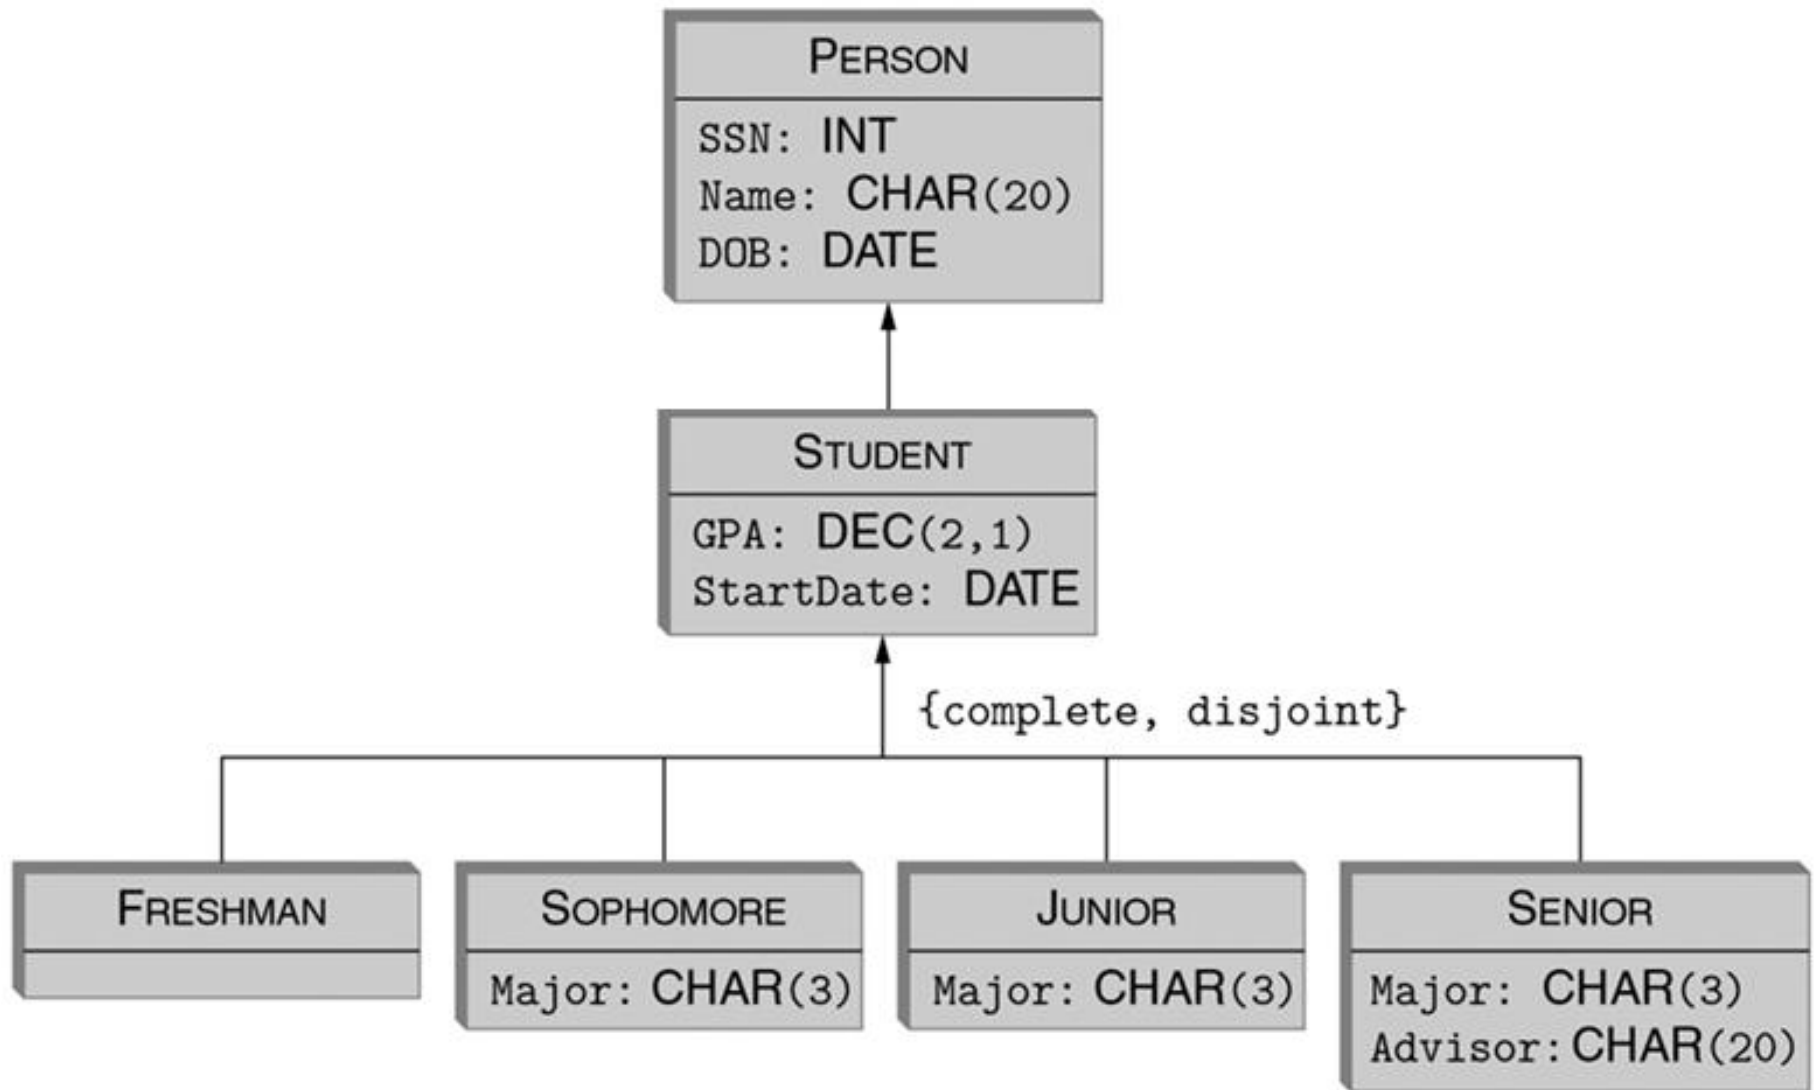 PERSON
SSN: INT
Name: CHAR(20)
DOB: DATE
STUDENT
GPA: DEC(2,1)
StartDate: DATE
{complete, disjoint}
FRESHMAN
SOPHOMORE
Major: CHAR(3)
JUNIOR
Major: CHAR(3)
SENIOR
Major: CHAR(3)
Advisor: CHAR(20)